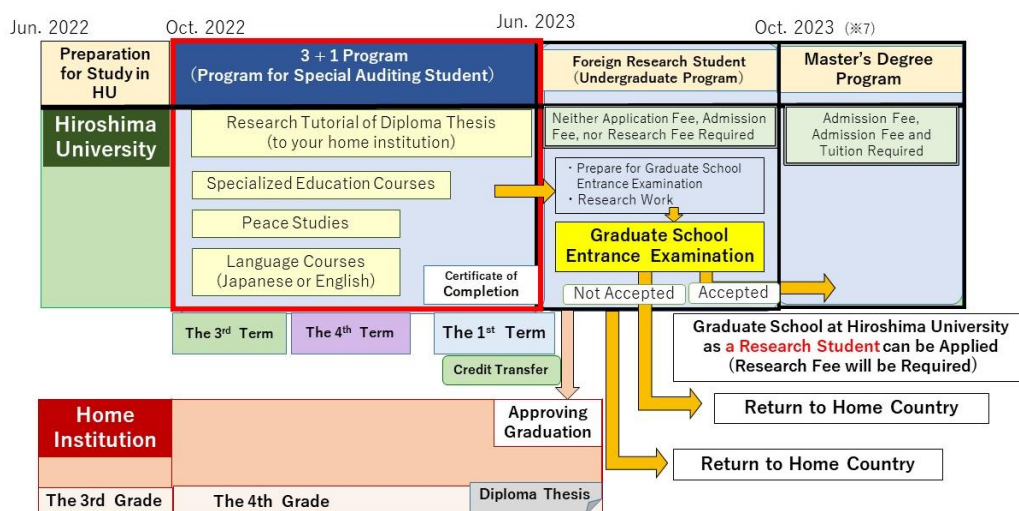 Jun. 2022
Oct. 2022
Jun. 2023
Oct. 2023 (※7)
Preparation
for Study in
HU
3 + 1 Program
(Program for Special Auditing Student)
Foreign Research Student
(Undergraduate Program)
Master's Degree
Program
Hiroshima
University
Research Tutorial of Diploma Thesis
(to your home institution)
Specialized Education Courses
Peace Studies
Language Courses
(Japanese or English)
Certificate of
Completion
Neither Application Fee, Admission
Fee, nor Research Fee Required
・Prepare for Graduate School
Entrance Examination
・Research Work
Graduate School
Entrance Examination
Not Accepted
Accepted
Admission Fee,
Admission Fee and
Tuition Required
The 3rd Term
The 4th Term
The 1st Term
Credit Transfer
Graduate School at Hiroshima University
as a Research Student can be Applied
(Research Fee will be Required)
Return to Home Country
Return to Home Country
Home
Institution
Approving
Graduation
The 3rd Grade
The 4th Grade
Diploma Thesis